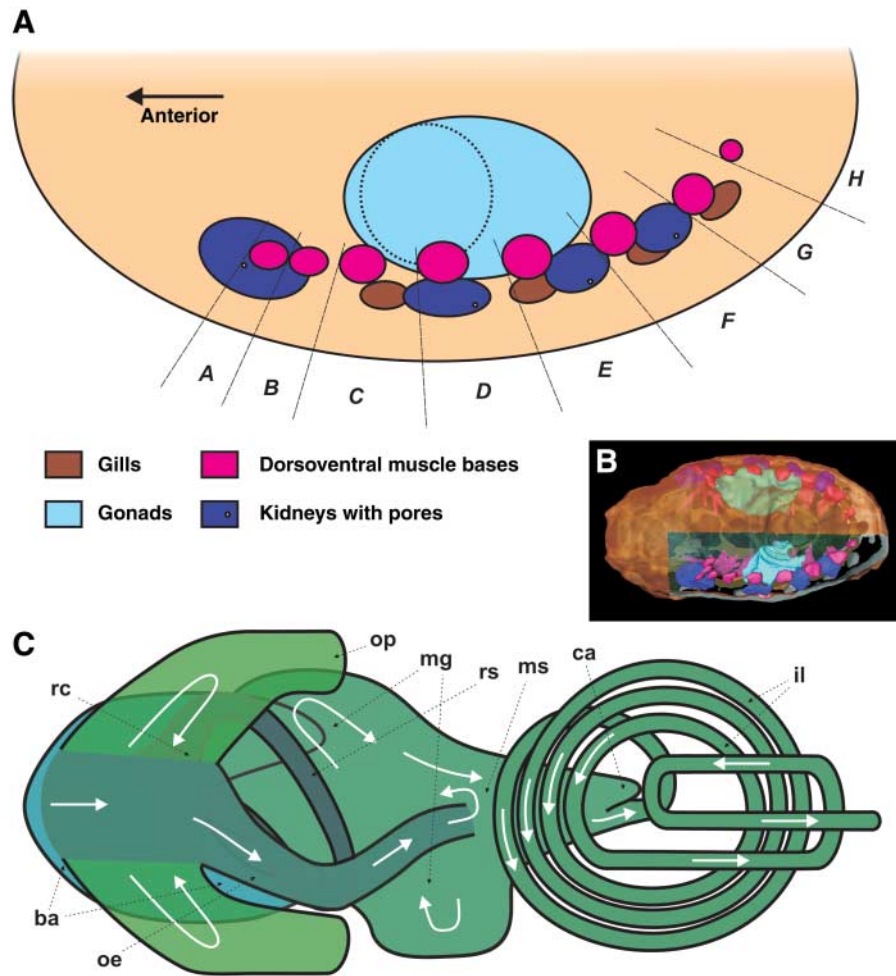 A
Anterior
H
G
F
A
B
C
D
E
Gills
Dorsoventral muscle bases
Gonads
Kidneys with pores
B
C
op
mg
rs
ms
ca
il
rc
ba
oe